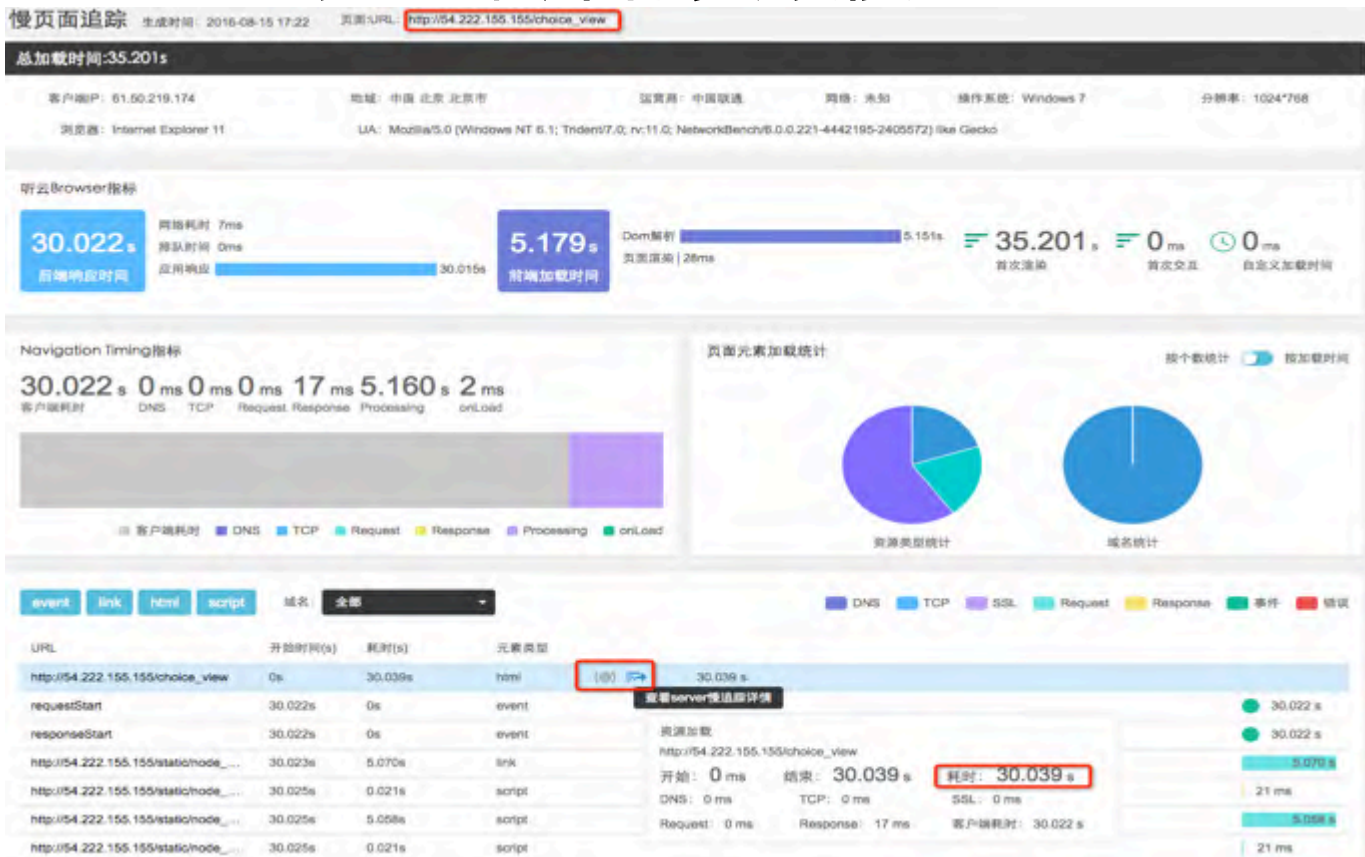 慢页面追踪 生成时间: 2016-08-15 17:22 页面:URL: http://54.222.155.155/choice_view
总加载时间:35.201s
客户端IP: 61.50.219.174 地域: 中国 北京 北京市 运营商: 中国联通 网络: 未知 操作系统: Windows 7 分辨率: 1024*768
浏览器: Internet Explorer 11 UA: Mozilla/5.0 (Windows NT 6.1; Trident/7.0; rv:11.0; NetworkBench/8.0.0.221-4442195-2405572) like Gecko
听云Browser指标
30.022s 网络耗时 7ms 5.179s Dom解析 5.151s 35.201s 0ms 0ms
后端响应时间 排队时间 0ms 前端加载时间 页面渲染 28ms 首次渲染 首次交互 自定义加载时间
应用响应 30.015s
Navigation Timing指标 页面元素加载统计 按个数统计 按加载时间
30.022 s 0 ms 0 ms 0 ms 17 ms 5.160 s 2 ms
客户端耗时 DNS TCP Request Response Processing onLoad
客户端耗时 DNS TCP Request Response Processing onLoad 资源类型统计 域名统计
event link html script 域名: 全部 DNS TCP SSL Request Response 事件 错误
URL 开始时间(s) 耗时(s) 元素类型
http://54.222.155.155/choice_view 0s 30.039s html 30.039 s
查看server慢追踪详情
requestStart 30.022s 0s event 30.022 s
responseStart 30.022s 0s event 30.022 s
http://54.222.155.155/static/node_... 30.023s 5.070s link 5.070 s
http://54.222.155.155/static/node_... 30.025s 0.021s script 21 ms
http://54.222.155.155/static/node_... 30.025s 5.058s script 5.058 s
http://54.222.155.155/static/node_... 30.025s 0.021s script 21 ms
资源加载
http://54.222.155.155/choice_view
开始: 0 ms 结束: 30.039 s 耗时: 30.039 s
DNS: 0 ms TCP: 0 ms SSL: 0 ms
Request: 0 ms Response: 17 ms 客户端耗时: 30.022 s